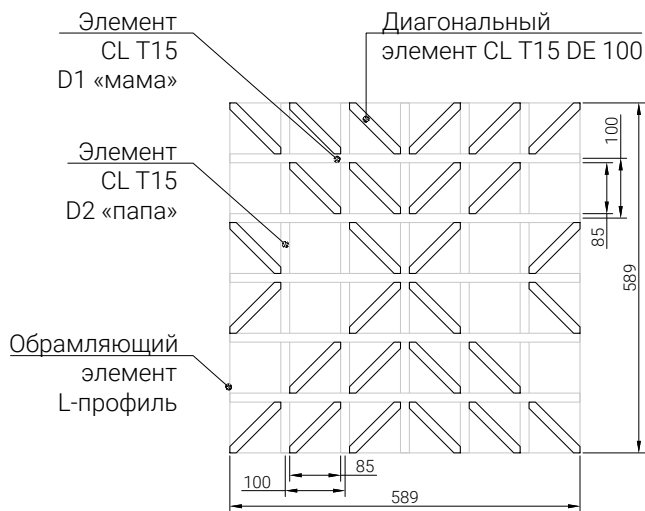 Элемент
CL T15
D1 «мама»
Диагональный
элемент CL T15 DE 100
Элемент
CL T15
D2 «папа»
100
85
589
Обрамляющий
элемент
L-профиль
85
100
589